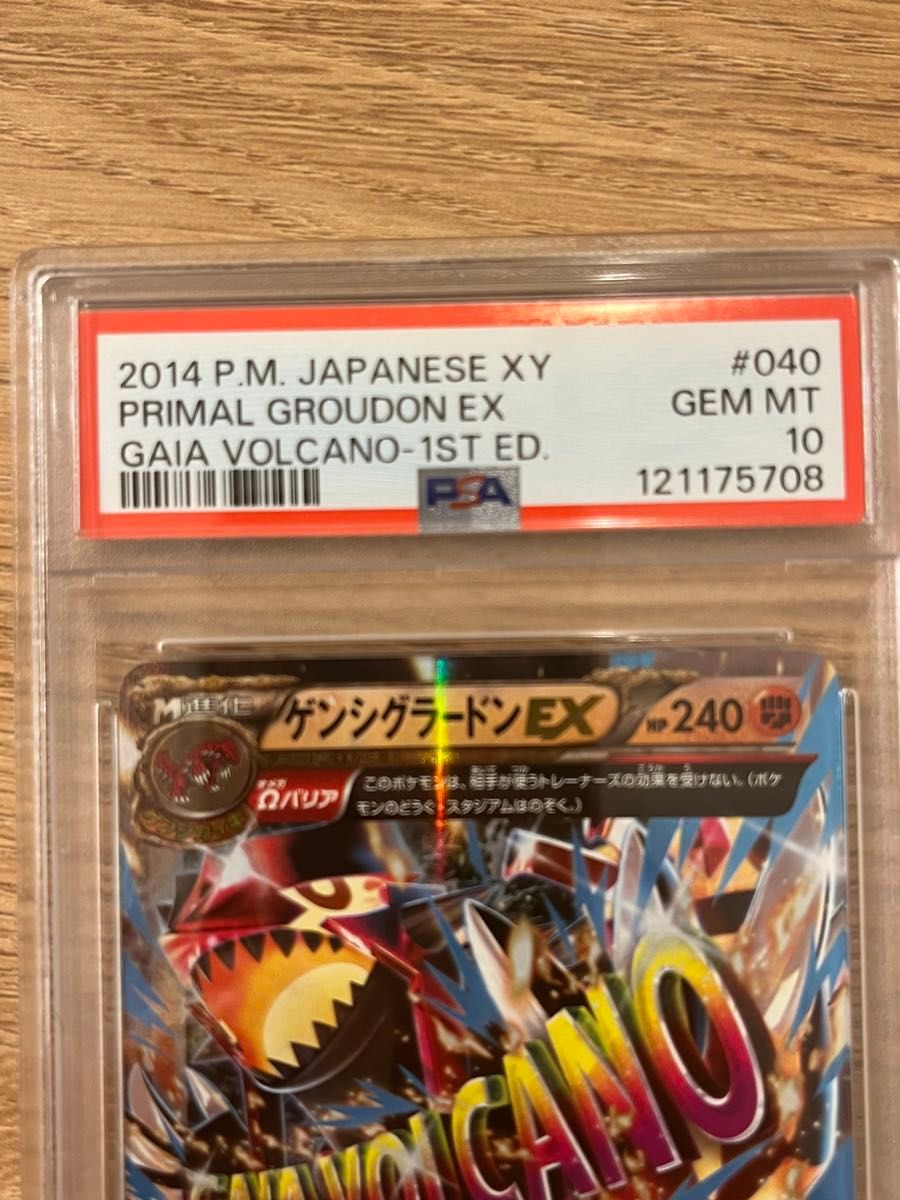 2014 P.M. JAPANESE XY #040
PRIMAL GROUDON EX GEM MT
GAIA VOLCANO-1ST ED. 10
PSA 121175708
M進化 ゲンシグラードンEX HP240
Ωバリア このポケモンは、相手が使うトレーナーズの効果を受けない。(ポケ
モンのどうぐ・スタジアムはのぞく。)
GAIA VOLCANO